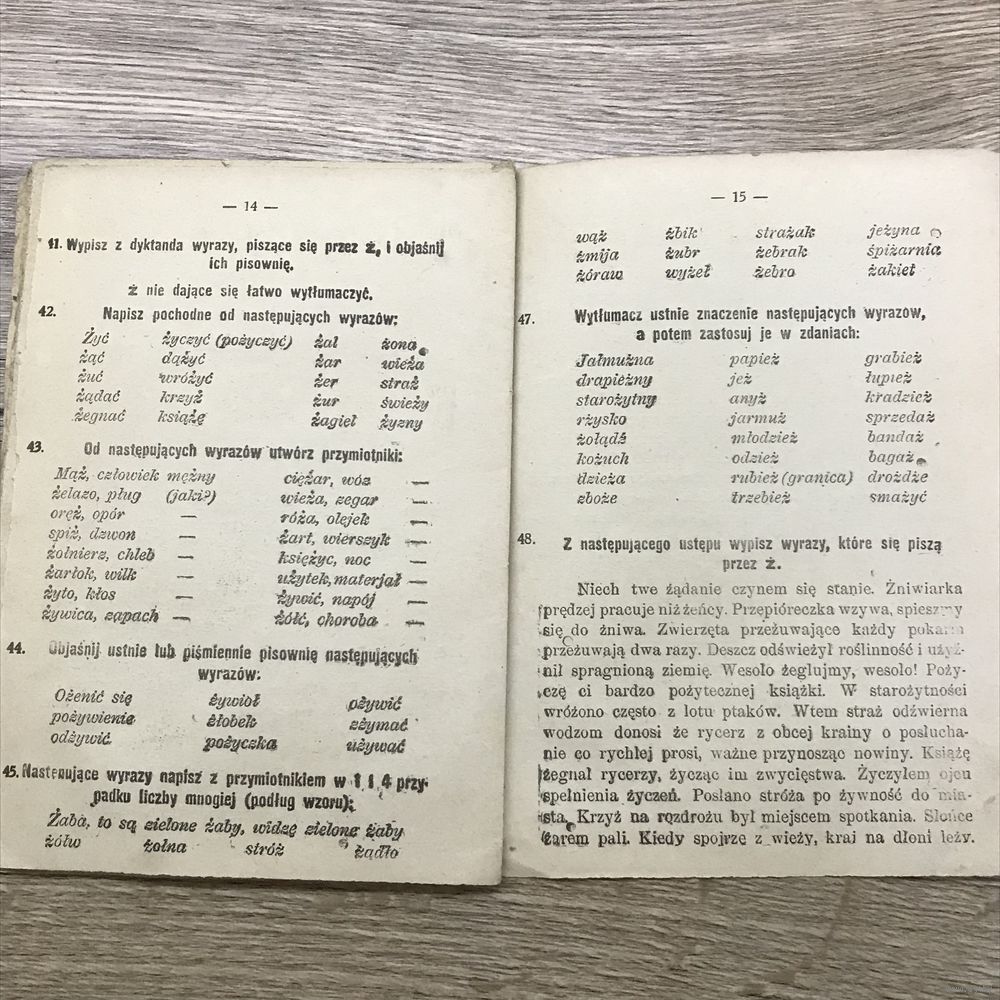 — 14 —
41. Wypisz z dyktanda wyrazy, piszące się przez ż, i objaśnij
ich pisownię.
ż nie dające się łatwo wytłumaczyć.
42. Napisz pochodne od następujących wyrazów:
Żyć życzyć (pożyczyć) żal żona
żąć dążyć żar wieża
żuć wróżyć żer straż
żądać krzyż żur świeży
żegnać książę żagiel żyzny
43. Od następujących wyrazów utwórz przymiotniki:
Mąż, człowiek mężny ciężar, wóz —
żelazo, pług (jaki?) wieża, zegar —
oręż, opór — róża, olejek —
spiż, dzwon — żart, wierszyk —
żołnierz, chleb — księżyc, noc —
żarłok, wilk — użytek, materjał —
żyto, kłos — żywić, napój —
żywica, zapach — żółć, choroba —
44. Objaśnij ustnie lub piśmiennie pisownię następujących
wyrazów:
Ożenić się żywioł ożywić
pożywienie żłobek zżymać
odżywić pożyczka używać
45. Następujące wyrazy napisz z przymiotnikiem w 1 i 4 przy-
padku liczby mnogiej (podług wzoru):
Żaba, to są zielone żaby, widzę zielone żaby
żółw żołna stróż żądło
— 15 —
wąż żbik strażak jeżyna
żmija żubr żebrak śpiżarnia
żóraw wyżeł żebro żakiet
47. Wytłumacz ustnie znaczenie następujących wyrazów,
a potem zastosuj je w zdaniach:
Jałmużna papież grabież
drapieżny jeż łupież
starożytny anyż kradzież
rżysko jarmuż sprzedaż
żołądź młodzież bandaż
kożuch odzież bagaż
dzieża rubież (granica) drożdże
zboże trzebież smażyć
48. Z następującego ustępu wypisz wyrazy, które się piszą
przez ż.
Niech twe żądanie czynem się stanie. Żniwiarka
prędzej pracuje niż żeńcy. Przepióreczka wzywa, spieszmy
się do żniwa. Zwierzęta przeżuwające każdy pokarm
przeżuwają dwa razy. Deszcz odświeżył roślinność i użyź-
nił spragnioną ziemię. Wesoło żeglujmy, wesoło! Poży-
czę ci bardzo pożytecznej książki. W starożytności
wróżono często z lotu ptaków. Wtem straż odźwierna
wodzom donosi że rycerz z obcej krainy o posłucha-
nie co rychlej prosi, ważne przynosząc nowiny. Książę
żegnał rycerzy, życząc im zwycięstwa. Życzyłem ojcu
spełnienia życzeń. Posłano stróża po żywność do mia-
sta. Krzyż na rozdrożu był miejscem spotkania. Słońce
żarem pali. Kiedy spojrzę z wieży, kraj na dłoni leży.